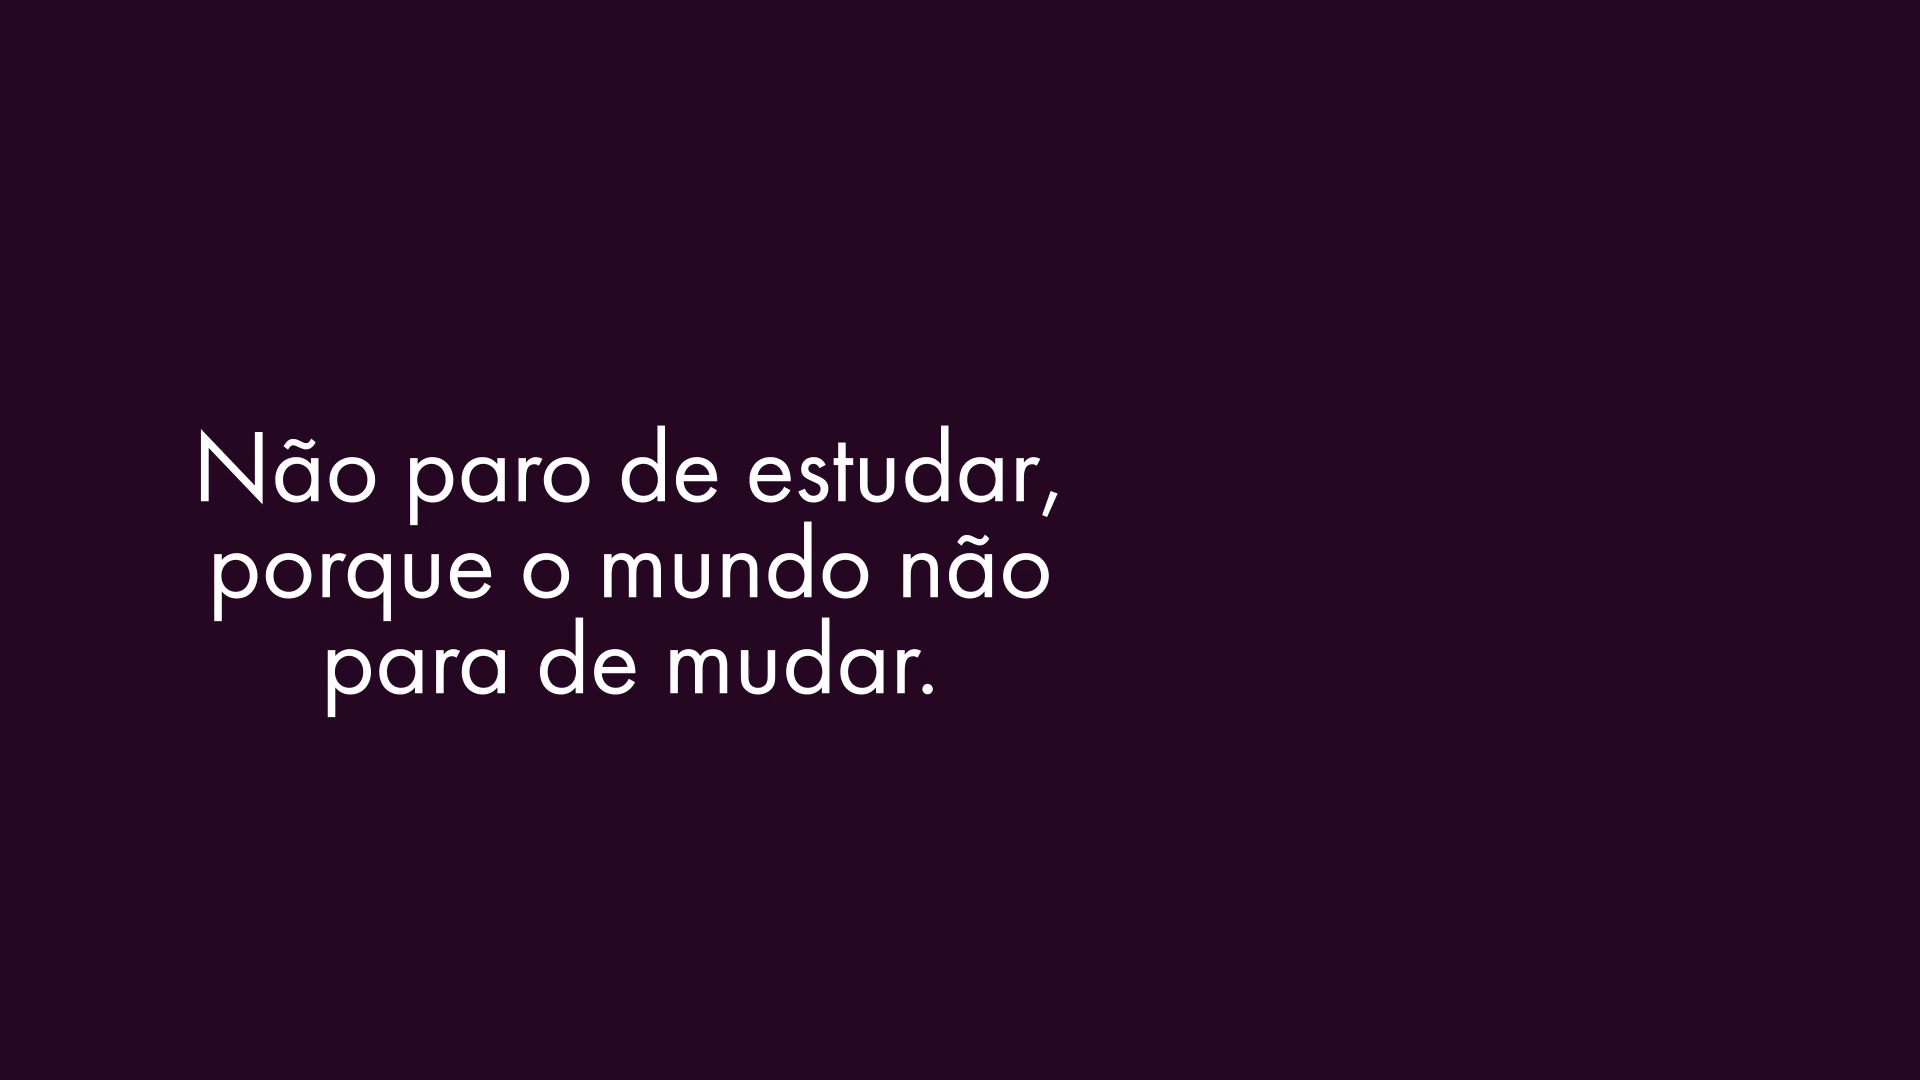 Não paro de estudar,
porque o mundo não
para de mudar.